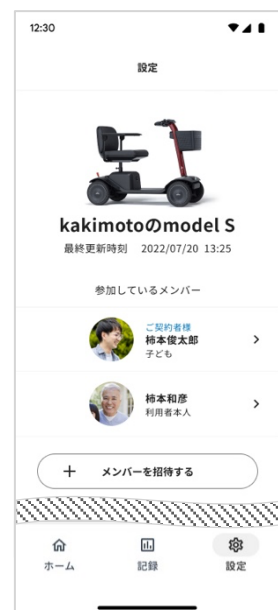 12:30
設定
kakimotoのmodel S
最終更新時刻 2022/07/20 13:25
参加しているメンバー
ご契約者様
柿本俊太郎
子ども
柿本和彦
利用者本人
メンバーを招待する
ホーム 記録 設定